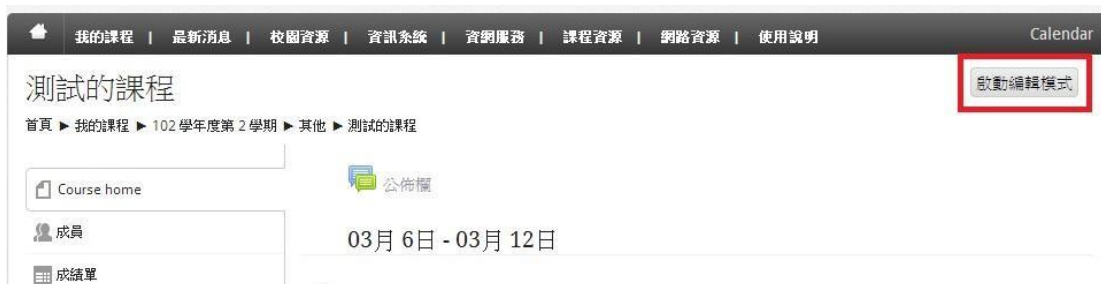 我的課程 | 最新消息 | 校園資源 | 資訊系統 | 資網服務 | 課程資源 | 網路資源 | 使用說明 Calendar
測試的課程
啟動編輯模式
首頁 ► 我的課程 ► 102 學年度第 2 學期 ► 其他 ► 測試的課程
公佈欄
Course home
成員
03月 6日 - 03月 12日
成績單